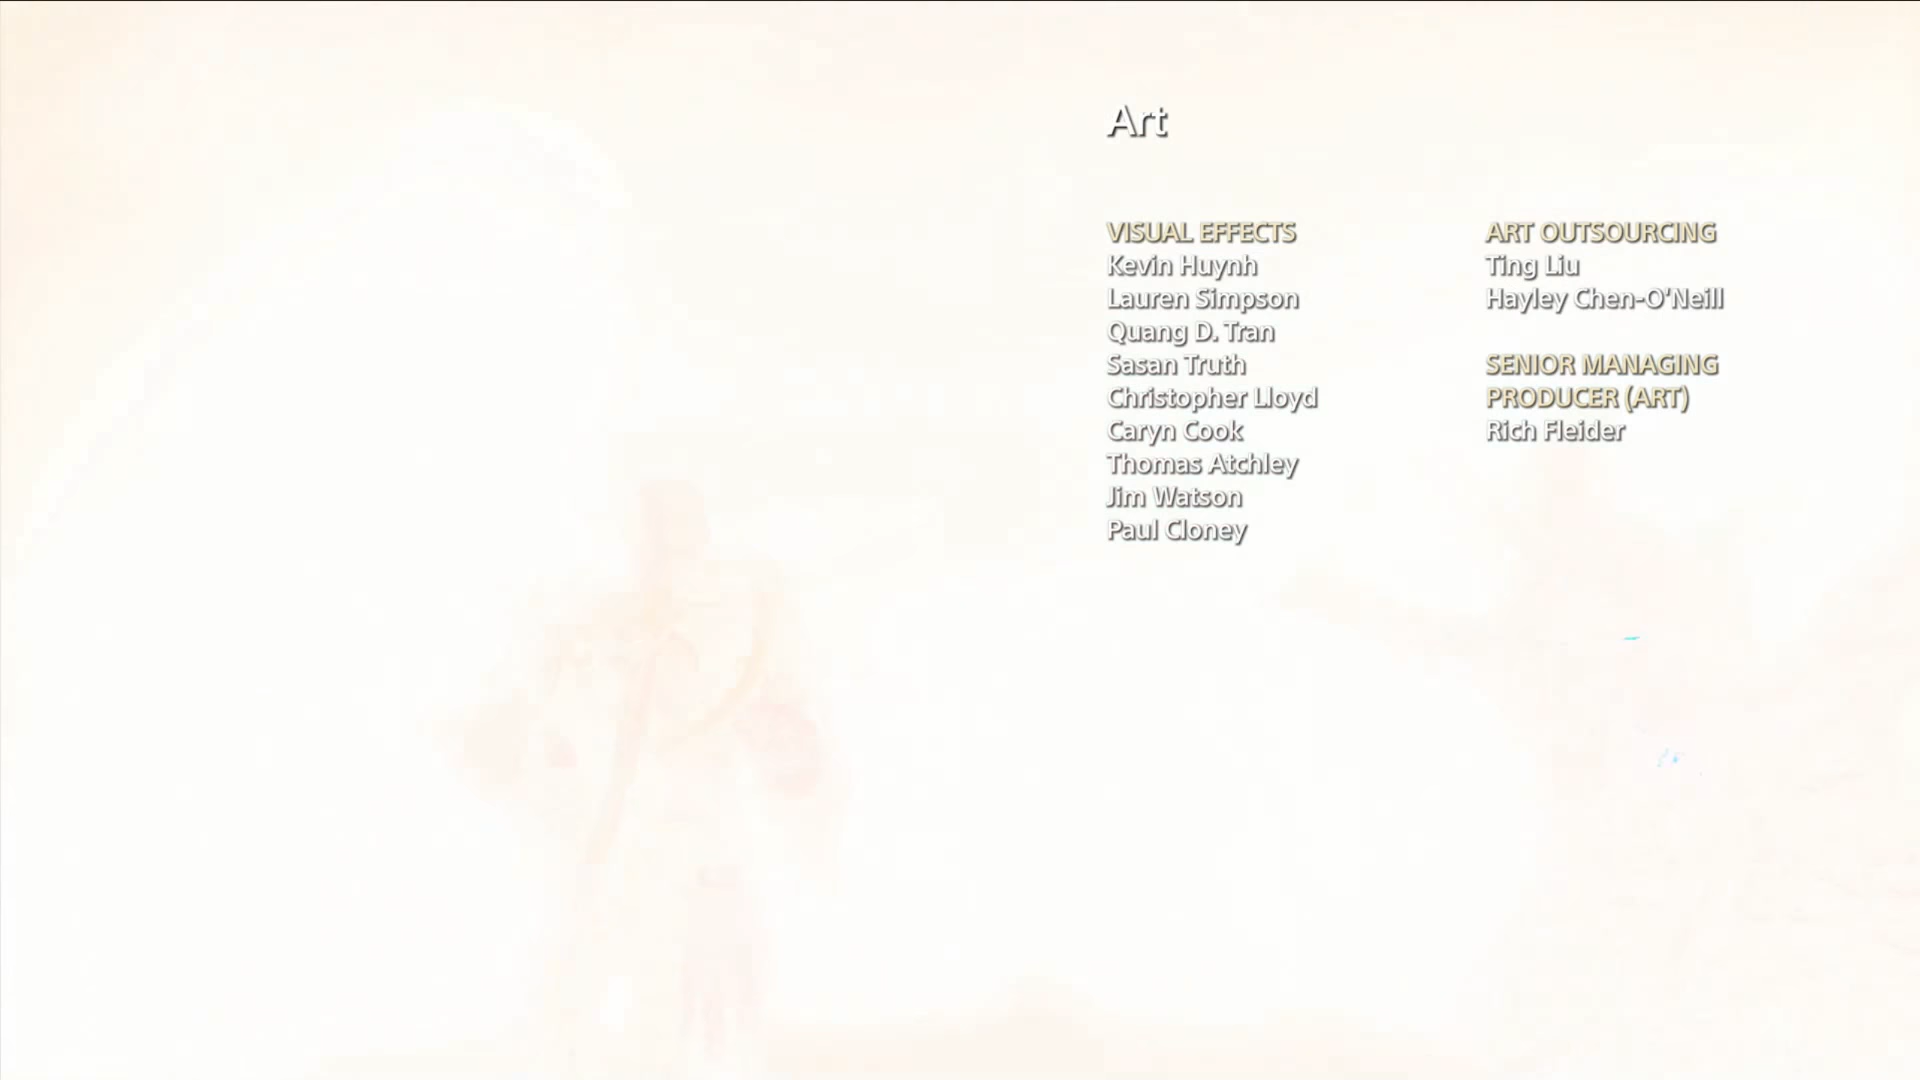 Art
VISUAL EFFECTS
Kevin Huynh
Lauren Simpson
Quang D. Tran
Sasan Truth
Christopher Lloyd
Caryn Cook
Thomas Atchley
Jim Watson
Paul Cloney
ART OUTSOURCING
Ting Liu
Hayley Chen-O'Neill
SENIOR MANAGING
PRODUCER (ART)
Rich Fleider